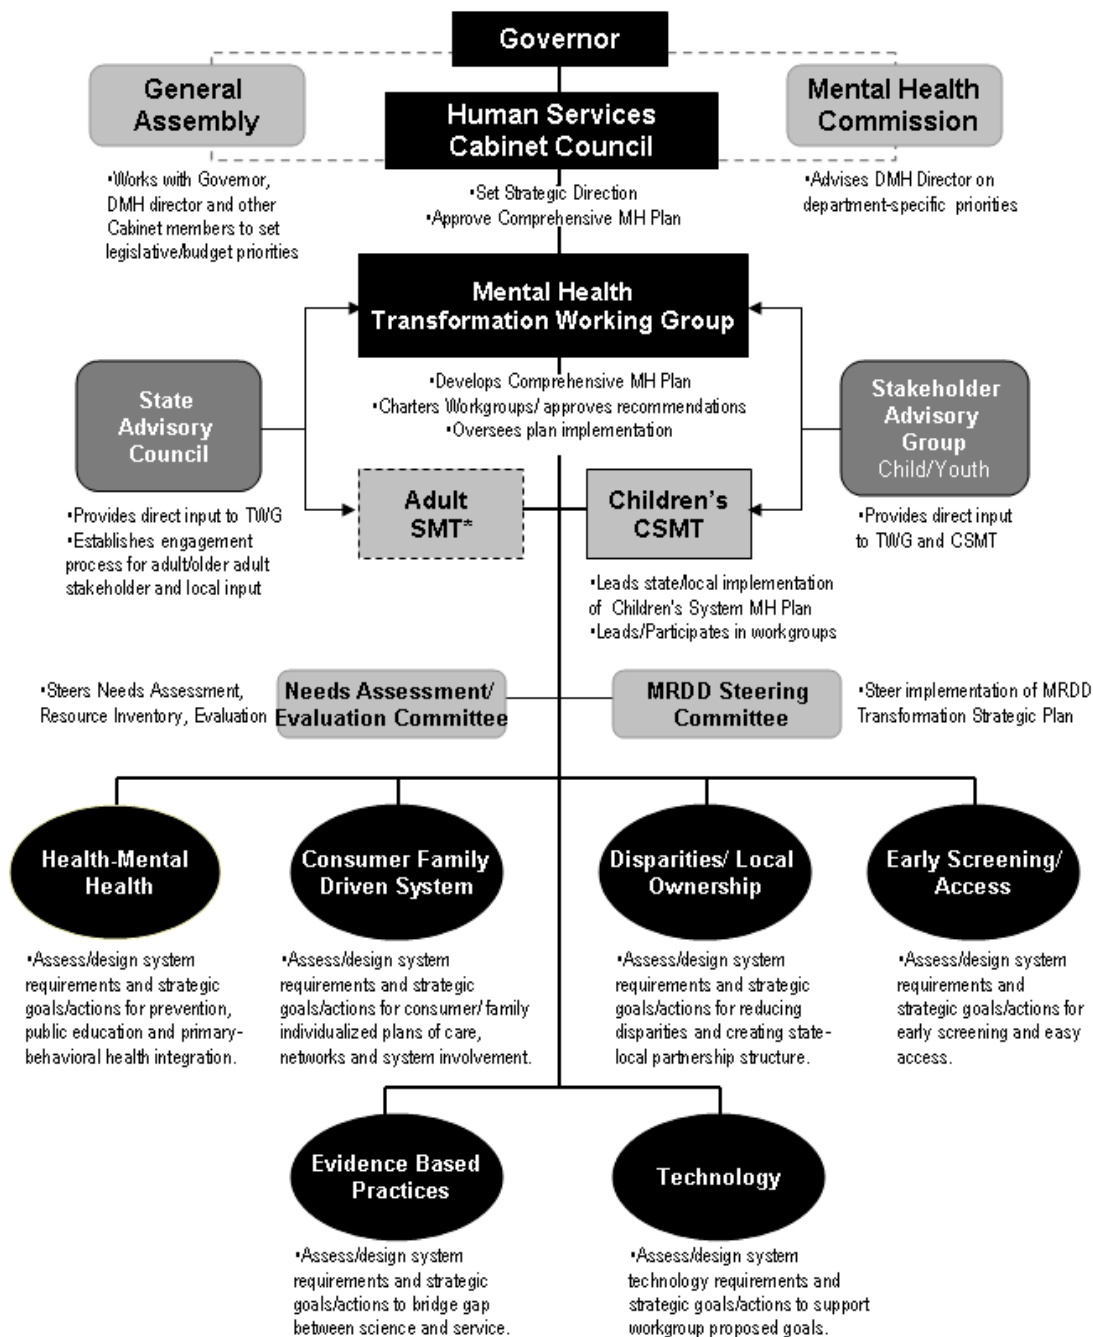 Governor
General
Assembly
Mental Health
Commission
Human Services
Cabinet Council
•Works with Governor,
DMH director and other
Cabinet members to set
legislative/budget priorities
•Set Strategic Direction
•Approve Comprehensive MH Plan
•Advises DMH Director on
department-specific priorities
Mental Health
Transformation Working Group
State
Advisory
Council
•Develops Comprehensive MH Plan
•Charters Workgroups/ approves recommendations
•Oversees plan implementation
Stakeholder
Advisory
Group
Child/Youth
•Provides direct input to TWG
•Establishes engagement
process for adult/older adult
stakeholder and local input
Adult
SMT*
Children's
CSMT
•Provides direct input
to TWG and CSMT
•Leads state/local implementation
of Children's System MH Plan
•Leads/Participates in workgroups
•Steers Needs Assessment,
Resource Inventory, Evaluation
Needs Assessment/
Evaluation Committee
MRDD Steering
Committee
•Steer implementation of MRDD
Transformation Strategic Plan
Health-Mental
Health
Consumer Family
Driven System
Disparities/ Local
Ownership
Early Screening/
Access
•Assess/design system
requirements and strategic
goals/actions for prevention,
public education and primary-
behavioral health integration.
•Assess/design system
requirements and strategic
goals/actions for consumer/ family
individualized plans of care,
networks and system involvement.
•Assess/design system
requirements and strategic
goals/actions for reducing
disparities and creating state-
local partnership structure.
•Assess/design system
requirements and
strategic goals/actions for
early screening and easy
access.
Evidence Based
Practices
Technology
•Assess/design system
requirements and strategic
goals/actions to bridge gap
between science and service.
•Assess/design system
technology requirements and
strategic goals/actions to support
workgroup proposed goals.